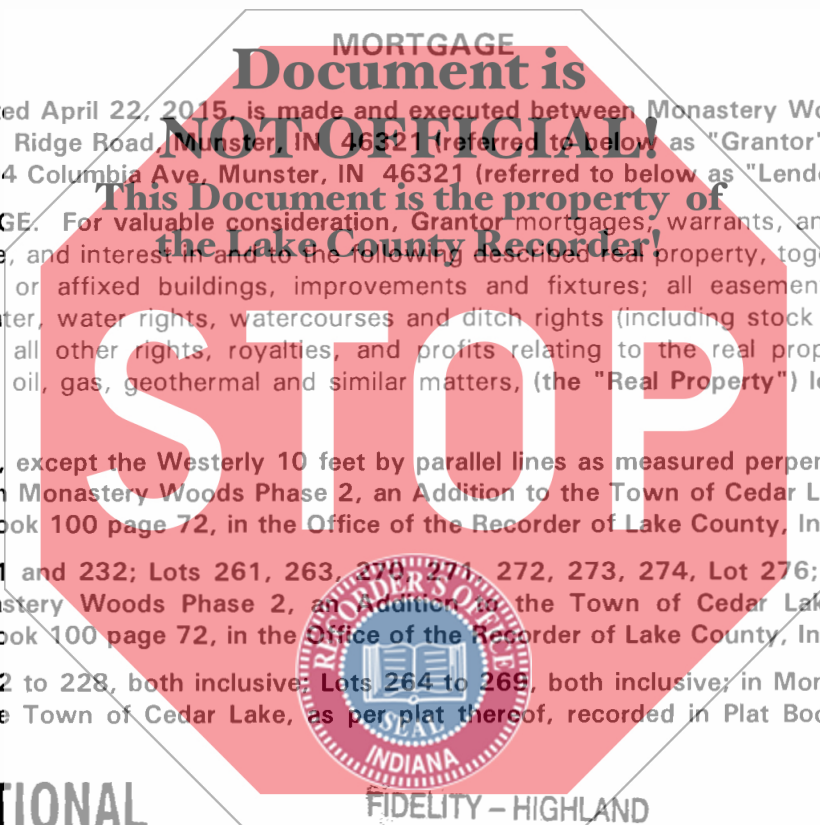 MORTGAGE
Document is
ed April 22, 2015, is made and executed between Monastery Wo
NOT OFFICIAL!
Ridge Road, Munster, IN 46321 (referred to below as "Grantor"
4 Columbia Ave, Munster, IN 46321 (referred to below as "Lende
This Document is the property of
GE. For valuable consideration, Grantor mortgages, warrants, an
the Lake County Recorder!
e, and interest in and to the following described real property, tog
or affixed buildings, improvements and fixtures; all easemen
ter, water rights, watercourses and ditch rights (including stock
all other rights, royalties, and profits relating to the real prop
oil, gas, geothermal and similar matters, (the "Real Property") l
STOP
, except the Westerly 10 feet by parallel lines as measured perper
n Monastery Woods Phase 2, an Addition to the Town of Cedar L
ook 100 page 72, in the Office of the Recorder of Lake County, In
1 and 232; Lots 261, 263, 270, 271, 272, 273, 274, Lot 276;
astery Woods Phase 2, an Addition to the Town of Cedar Lak
ook 100 page 72, in the Office of the Recorder of Lake County, In
2 to 228, both inclusive; Lots 264 to 269, both inclusive; in Mon
e Town of Cedar Lake, as per plat thereof, recorded in Plat Boo
RECORDER'S OFFICE
SEAL
INDIANA
TIONAL
FIDELITY – HIGHLAND